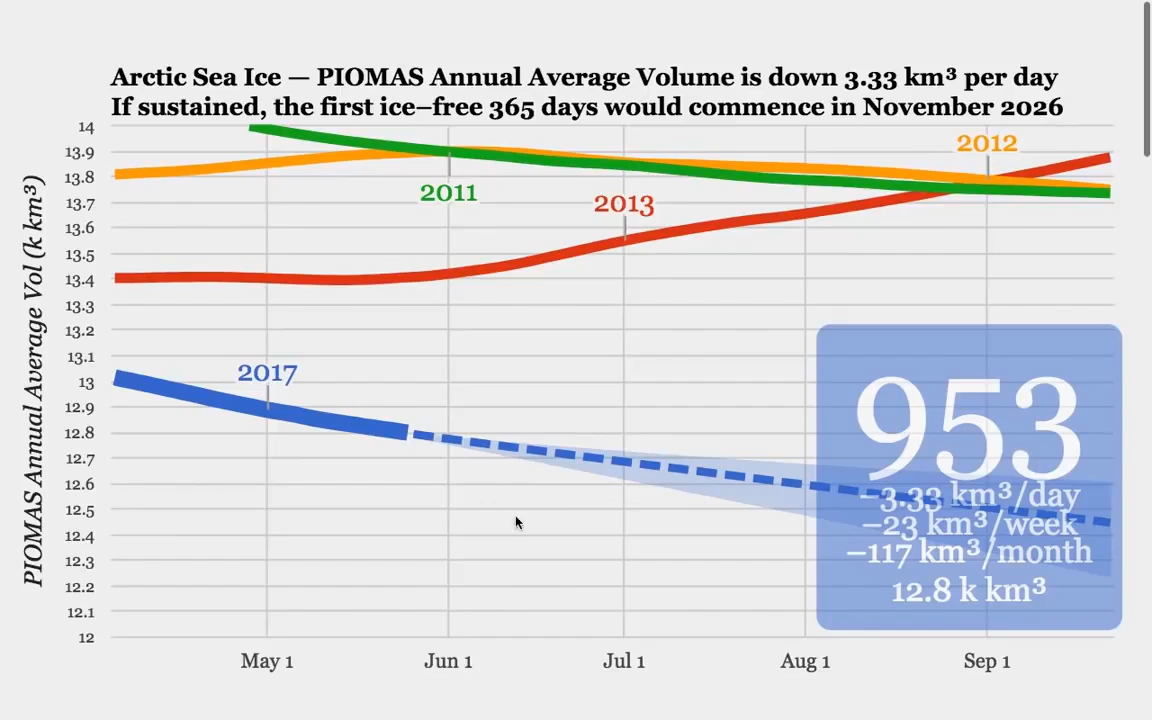 Arctic Sea Ice — PIOMAS Annual Average Volume is down 3.33 km³ per day
If sustained, the first ice–free 365 days would commence in November 2026
PIOMAS Annual Average Vol (k km³)
14
13.9
13.8
13.7
13.6
13.5
13.4
13.3
13.2
13.1
13
12.9
12.8
12.7
12.6
12.5
12.4
12.3
12.2
12.1
12
2012
2011
2013
2017
953
–3.33 km³/day
–23 km³/week
–117 km³/month
12.8 k km³
May 1
Jun 1
Jul 1
Aug 1
Sep 1